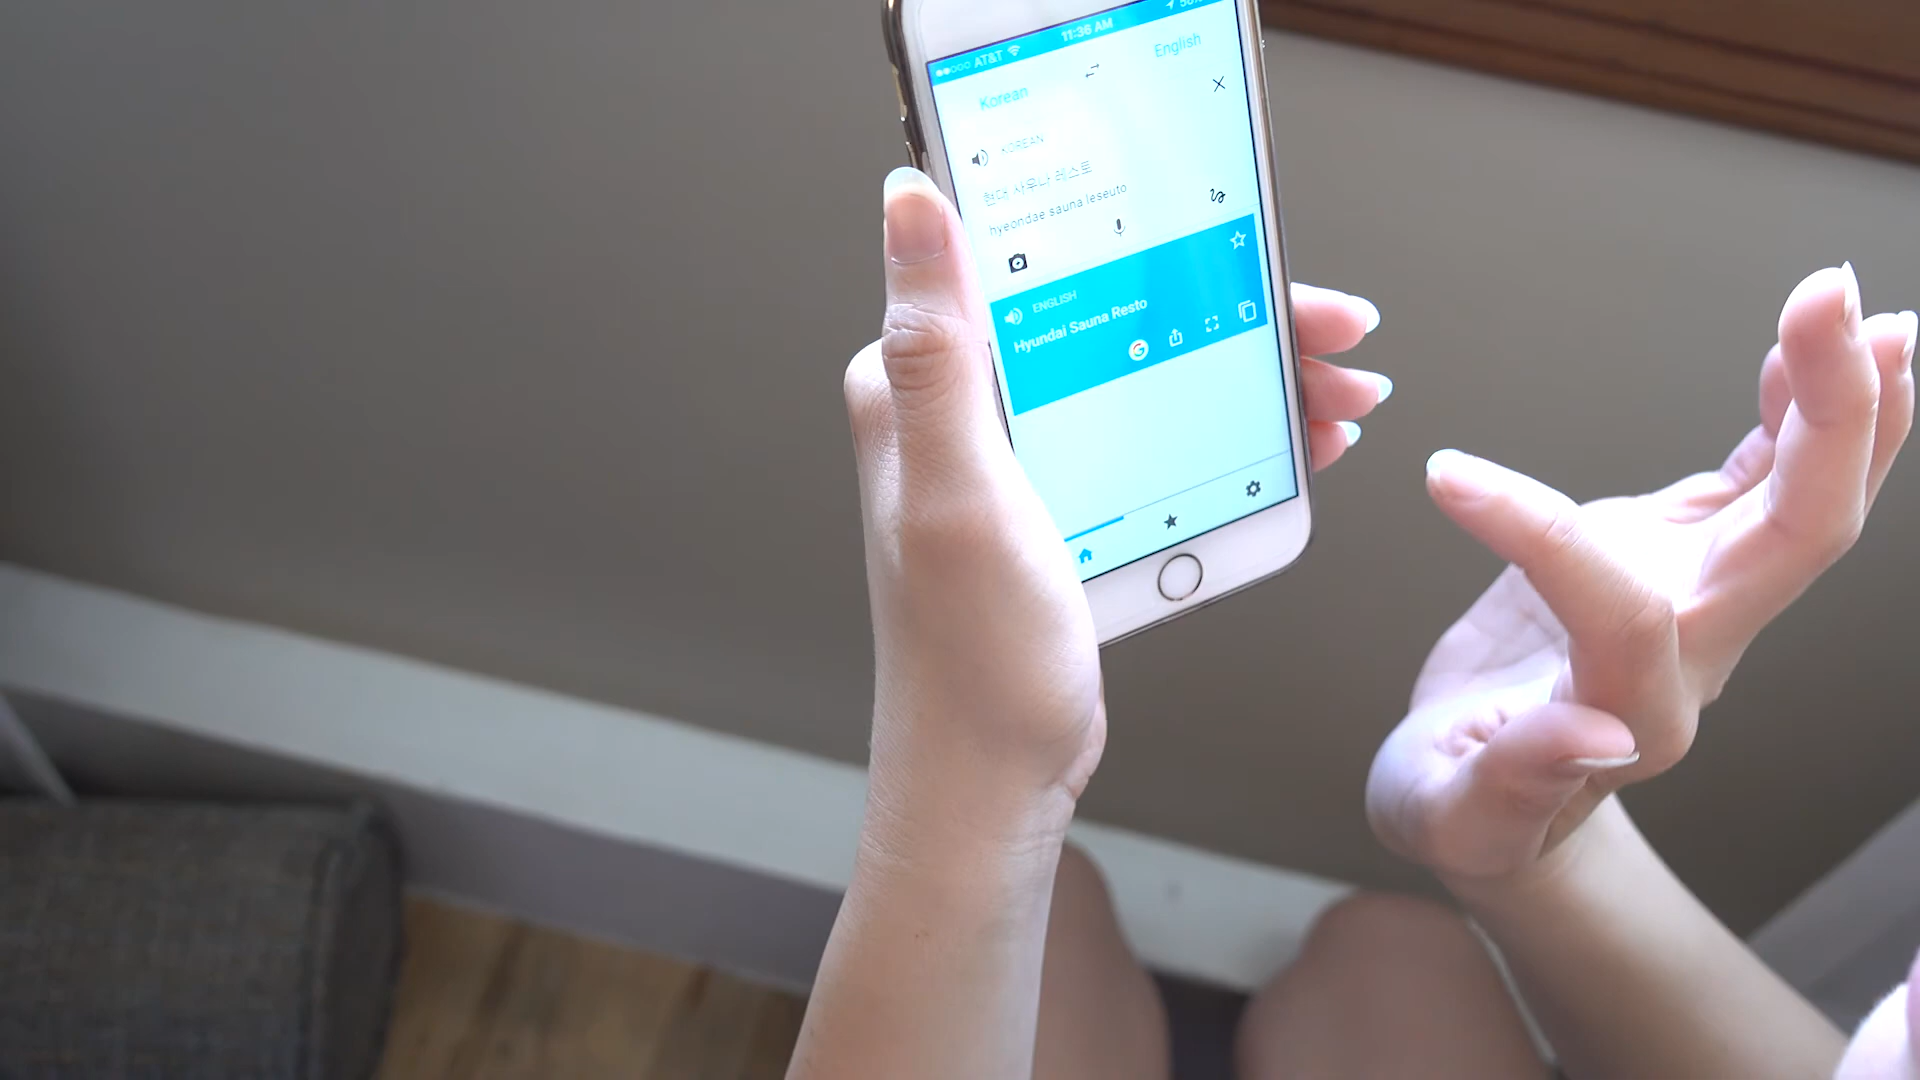 AT&T 11:36 AM
Korean English
KOREAN
현대 사우나 레스토
hyeondae sauna leseuto
ENGLISH
Hyundai Sauna Resto